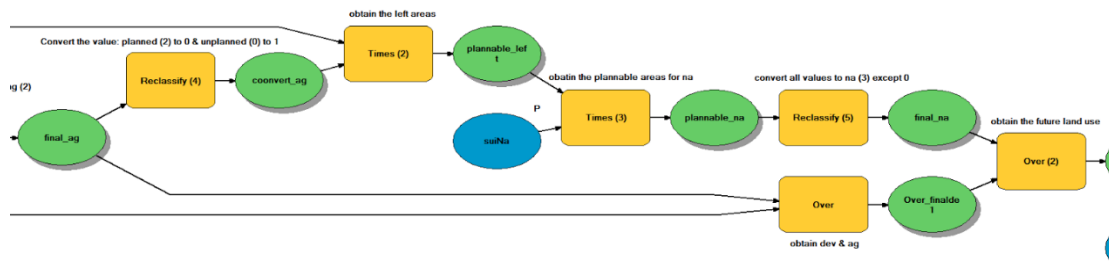 obtain the left areas
Convert the value: planned (2) to 0 & unplanned (0) to 1
Times (2)
plannable_lef
t
Reclassify (4)
coonvert_ag
obatin the plannable areas for na
convert all values to na (3) except 0
ag (2)
P
final_ag
suiNa
Times (3)
plannable_na
Reclassify (5)
final_na
obtain the future land use
Over (2)
Over
Over_finalde
1
obtain dev & ag